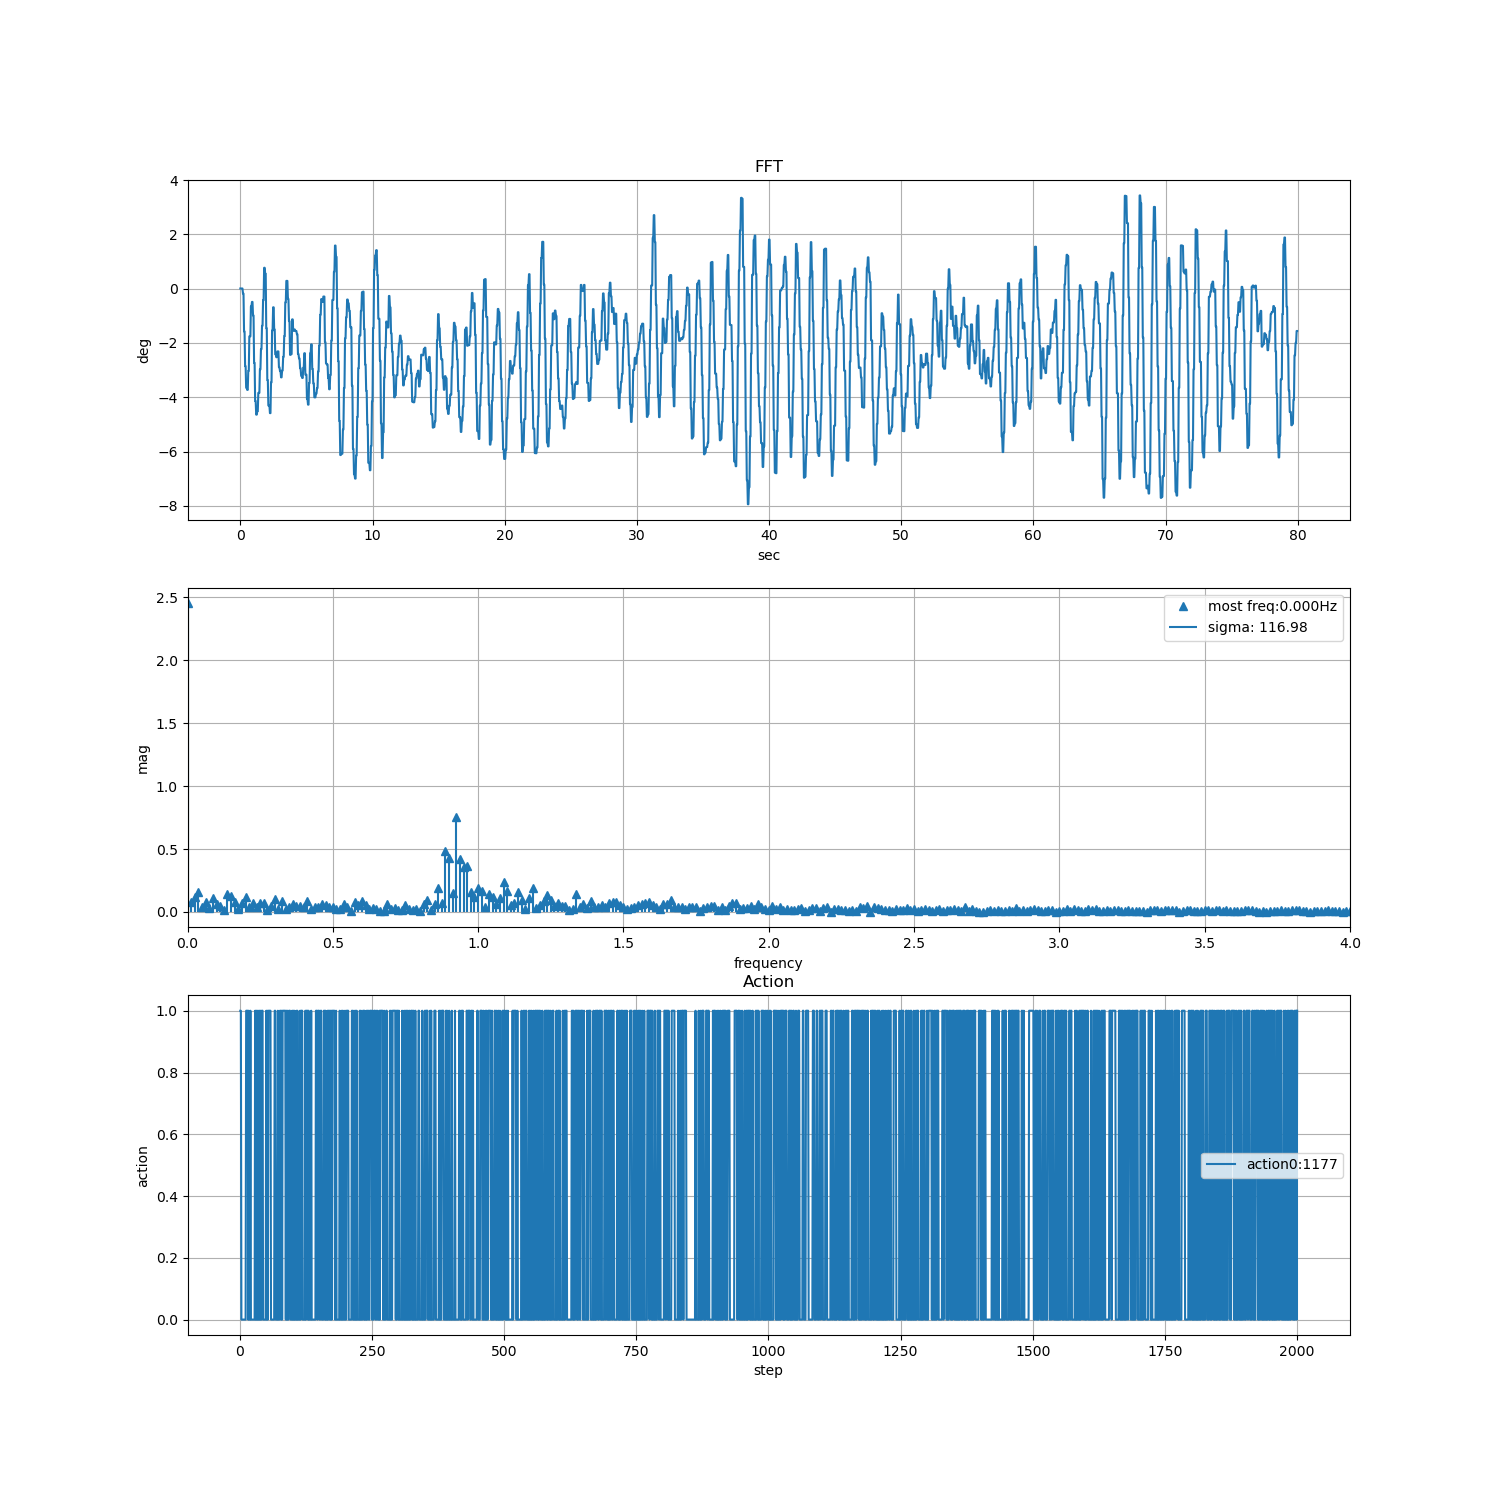 FFT
4
2
0
−2
−4
−6
−8
deg
0 10 20 30 40 50 60 70 80
sec
2.5
2.0
1.5
1.0
0.5
0.0
mag
most freq:0.000Hz
sigma: 116.98
0.0 0.5 1.0 1.5 2.0 2.5 3.0 3.5 4.0
frequency
Action
1.0
0.8
0.6
0.4
0.2
0.0
action
action0:1177
0 250 500 750 1000 1250 1500 1750 2000
step